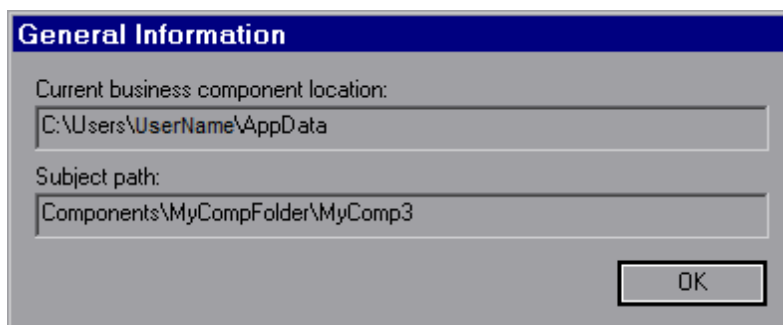 General Information
Current business component location:
C:\Users\UserName\AppData
Subject path:
Components\MyCompFolder\MyComp3
OK